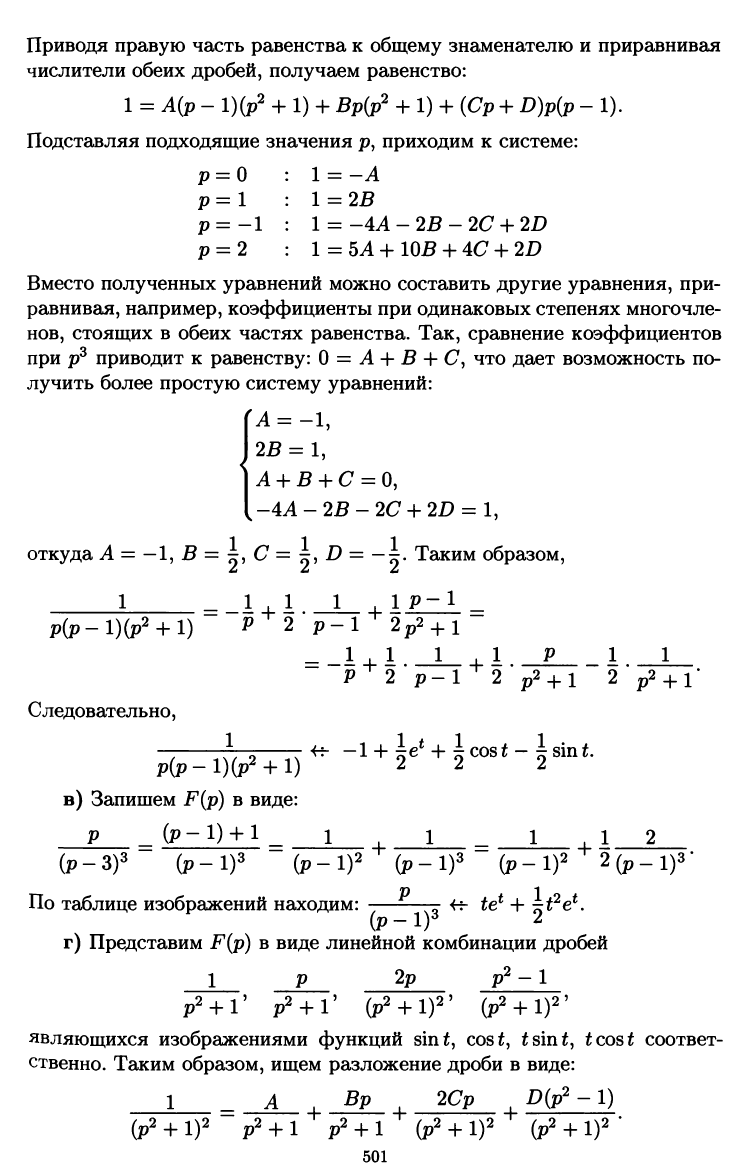 Приводя правую часть равенства к общему знаменателю и приравнивая
числители обеих дробей, получаем равенство:
1 = A(p − 1)(p² + 1) + Bp(p² + 1) + (Cp + D)p(p − 1).
Подставляя подходящие значения p, приходим к системе:
p = 0 : 1 = −A
p = 1 : 1 = 2B
p = −1 : 1 = −4A − 2B − 2C + 2D
p = 2 : 1 = 5A + 10B + 4C + 2D
Вместо полученных уравнений можно составить другие уравнения, при-
равнивая, например, коэффициенты при одинаковых степенях многочле-
нов, стоящих в обеих частях равенства. Так, сравнение коэффициентов
при p³ приводит к равенству: 0 = A + B + C, что дает возможность по-
лучить более простую систему уравнений:
{A = −1,
2B = 1,
A + B + C = 0,
−4A − 2B − 2C + 2D = 1,
откуда A = −1, B = 1/2, C = 1/2, D = −1/2. Таким образом,
1/(p(p − 1)(p² + 1)) = −1/p + 1/2 · 1/(p − 1) + 1/2 (p − 1)/(p² + 1) =
= −1/p + 1/2 · 1/(p − 1) + 1/2 · p/(p² + 1) − 1/2 · 1/(p² + 1).
Следовательно,
1/(p(p − 1)(p² + 1)) ↔ −1 + 1/2 eᵗ + 1/2 cos t − 1/2 sin t.
в) Запишем F(p) в виде:
p/(p − 3)³ = ((p − 1) + 1)/(p − 1)³ = 1/(p − 1)² + 1/(p − 1)³ = 1/(p − 1)² + 1/2 2/(p − 1)³.
По таблице изображений находим: p/(p − 1)³ ↔ teᵗ + 1/2 t²eᵗ.
г) Представим F(p) в виде линейной комбинации дробей
1/(p² + 1), p/(p² + 1), 2p/(p² + 1)², (p² − 1)/(p² + 1)²,
являющихся изображениями функций sin t, cos t, t sin t, t cos t соответ-
ственно. Таким образом, ищем разложение дроби в виде:
1/(p² + 1)² = A/(p² + 1) + Bp/(p² + 1) + 2Cp/(p² + 1)² + D(p² − 1)/(p² + 1)².
501